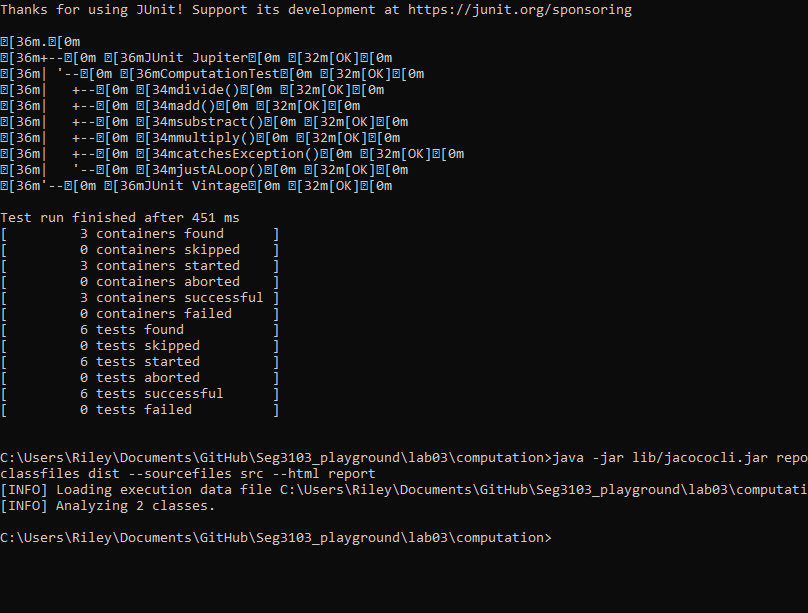 Thanks for using JUnit! Support its development at https://junit.org/sponsoring
[36m.[0m
[36m+--[0m [36mJUnit Jupiter[0m [32m[OK][0m
[36m| '--[0m [36mComputationTest[0m [32m[OK][0m
[36m|   +--[0m [34mdivide()[0m [32m[OK][0m
[36m|   +--[0m [34madd()[0m [32m[OK][0m
[36m|   +--[0m [34msubstract()[0m [32m[OK][0m
[36m|   +--[0m [34mmultiply()[0m [32m[OK][0m
[36m|   +--[0m [34mcatchesException()[0m [32m[OK][0m
[36m|   '--[0m [34mjustALoop()[0m [32m[OK][0m
[36m'--[0m [36mJUnit Vintage[0m [32m[OK][0m
Test run finished after 451 ms
[         3 containers found      ]
[         0 containers skipped    ]
[         3 containers started    ]
[         0 containers aborted    ]
[         3 containers successful ]
[         0 containers failed     ]
[         6 tests found           ]
[         0 tests skipped         ]
[         6 tests started         ]
[         0 tests aborted         ]
[         6 tests successful      ]
[         0 tests failed          ]
C:\Users\Riley\Documents\GitHub\Seg3103_playground\lab03\computation>java -jar lib/jacococli.jar repo
classfiles dist --sourcefiles src --html report
[INFO] Loading execution data file C:\Users\Riley\Documents\GitHub\Seg3103_playground\lab03\computati
[INFO] Analyzing 2 classes.
C:\Users\Riley\Documents\GitHub\Seg3103_playground\lab03\computation>